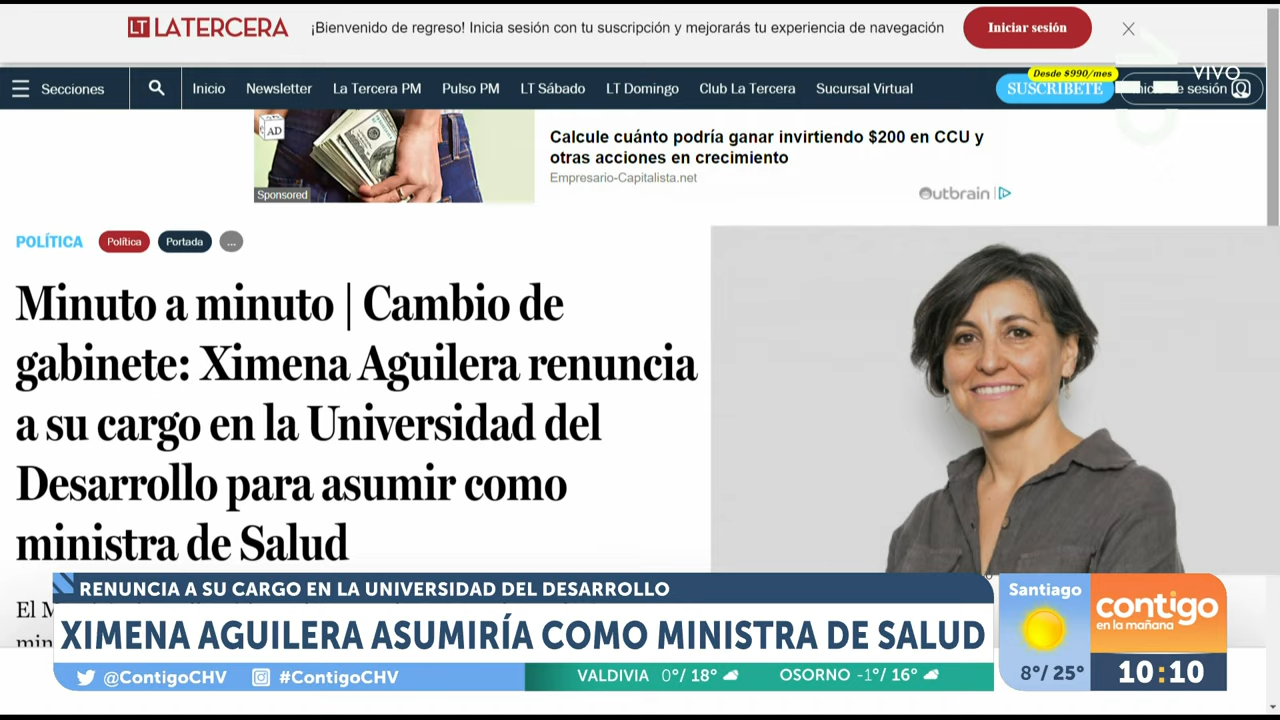 LT LATERCERA
¡Bienvenido de regreso! Inicia sesión con tu suscripción y mejorarás tu experiencia de navegación
Iniciar sesión
Secciones
Inicio Newsletter La Tercera PM Pulso PM LT Sábado LT Domingo Club La Tercera Sucursal Virtual
Desde $990/mes
SUSCRÍBETE
sesión
VIVO
AD
Sponsored
Calcule cuánto podría ganar invirtiendo $200 en CCU y
otras acciones en crecimiento
Empresario-Capitalista.net
Outbrain
POLÍTICA Política Portada ...
Minuto a minuto | Cambio de
gabinete: Ximena Aguilera renuncia
a su cargo en la Universidad del
Desarrollo para asumir como
ministra de Salud
El
RENUNCIA A SU CARGO EN LA UNIVERSIDAD DEL DESARROLLO
XIMENA AGUILERA ASUMIRÍA COMO MINISTRA DE SALUD
@ContigoCHV #ContigoCHV
VALDIVIA 0°/ 18° OSORNO -1°/ 16°
Santiago
8°/ 25°
contigo
en la mañana
10:10